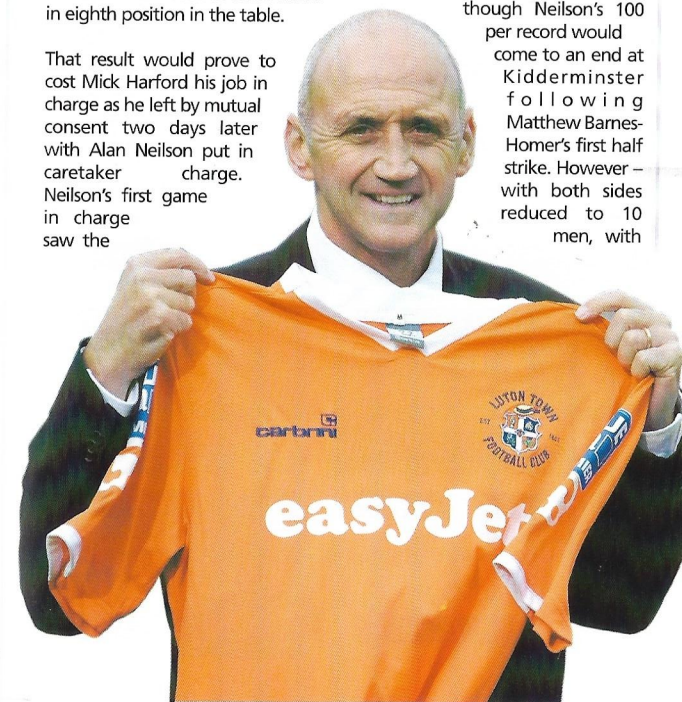 in eighth position in the table.
That result would prove to
cost Mick Harford his job in
charge as he left by mutual
consent two days later
with Alan Neilson put in
caretaker charge.
Neilson's first game
in charge
saw the
though Neilson's 100
per record would
come to an end at
Kidderminster
following
Matthew Barnes-
Homer's first half
strike. However –
with both sides
reduced to 10
men, with
carbrini
LUTON TOWN
EST
FOOTBALL CLUB
easyJet